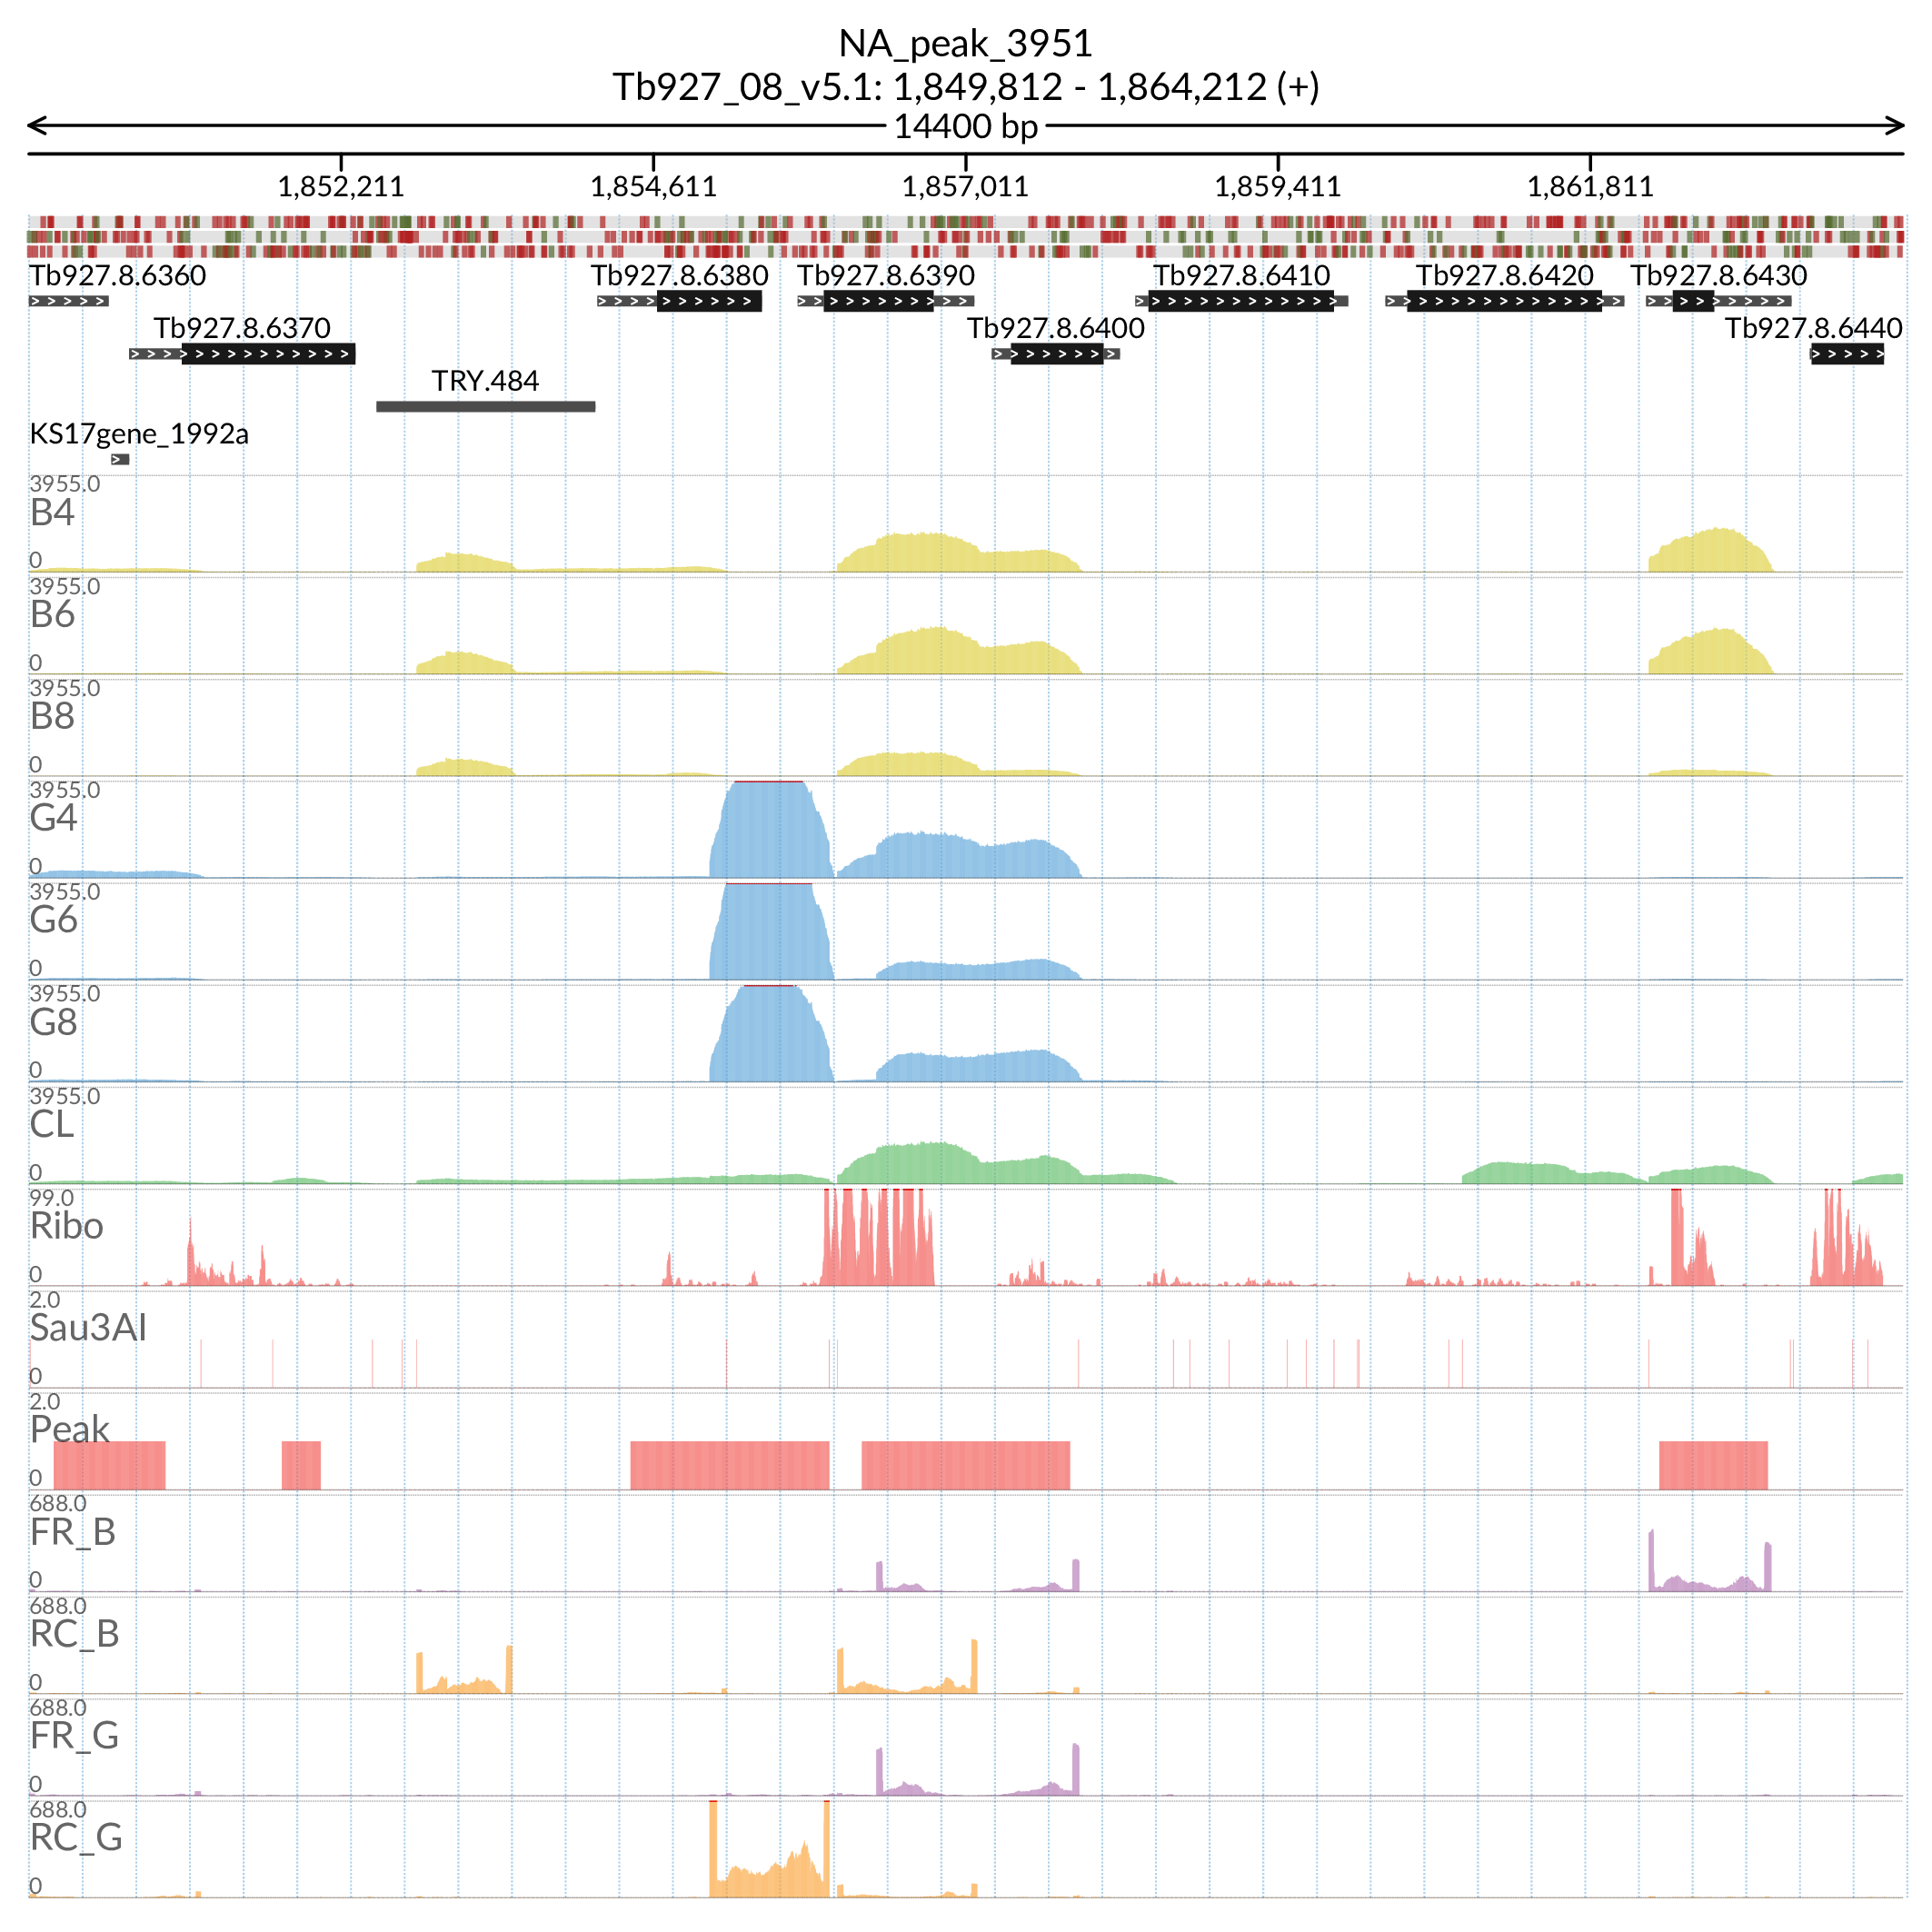 NA_peak_3951
Tb927_08_v5.1: 1,849,812 - 1,864,212 (+)
14400 bp
1,852,211 1,854,611 1,857,011 1,859,411 1,861,811
Tb927.8.6360 Tb927.8.6380 Tb927.8.6390 Tb927.8.6410 Tb927.8.6420 Tb927.8.6430
Tb927.8.6370 Tb927.8.6400 Tb927.8.6440
TRY.484
KS17gene_1992a
3955.0
B4
0
3955.0
B6
0
3955.0
B8
0
3955.0
G4
0
3955.0
G6
0
3955.0
G8
0
3955.0
CL
0
99.0
Ribo
0
2.0
Sau3AI
0
2.0
Peak
0
688.0
FR_B
0
688.0
RC_B
0
688.0
FR_G
0
688.0
RC_G
0